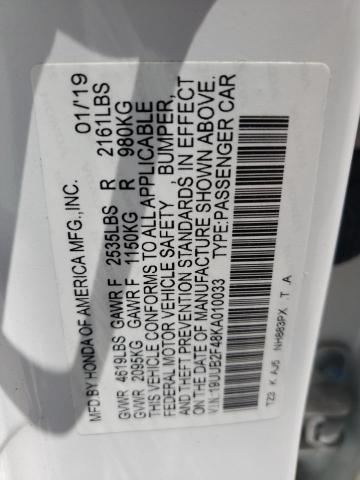 MFD.BY HONDA OF AMERICA MFG.,INC. 01/'19
GVWR 4619LBS GAWR F 2535LBS R 2161LBS
GVWR 2095KG GAWR F 1150KG R 980KG
THIS VEHICLE CONFORMS TO ALL APPLICABLE
FEDERAL MOTOR VEHICLE SAFETY BUMPER,
AND THEFT PREVENTION STANDARDS IN EFFECT
ON THE DATE OF MANUFACTURE SHOWN ABOVE.
V.I.N:19UUB2F48KA010033 TYPE:PASSENGER CAR
TZ3 K AJ5 NH883PX T A